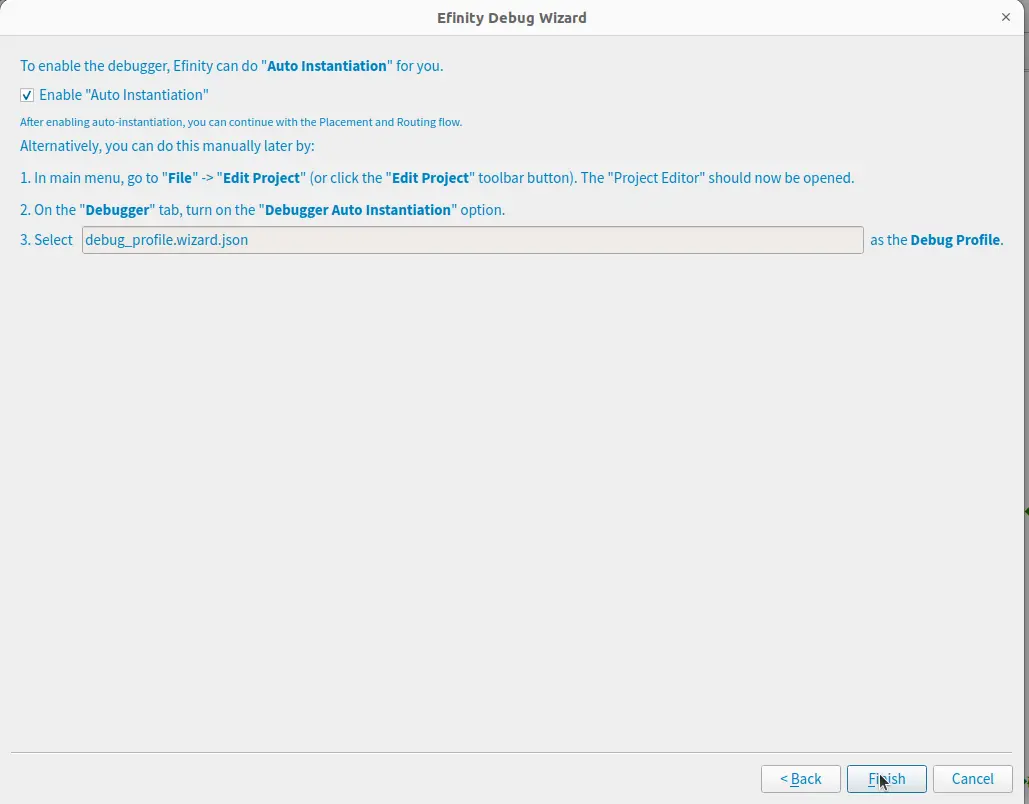 Efinity Debug Wizard
To enable the debugger, Efinity can do "Auto Instantiation" for you.
Enable "Auto Instantiation"
After enabling auto-instantiation, you can continue with the Placement and Routing flow.
Alternatively, you can do this manually later by:
1. In main menu, go to "File" -> "Edit Project" (or click the "Edit Project" toolbar button). The "Project Editor" should now be opened.
2. On the "Debugger" tab, turn on the "Debugger Auto Instantiation" option.
3. Select debug_profile.wizard.json as the Debug Profile.
< Back Finish Cancel